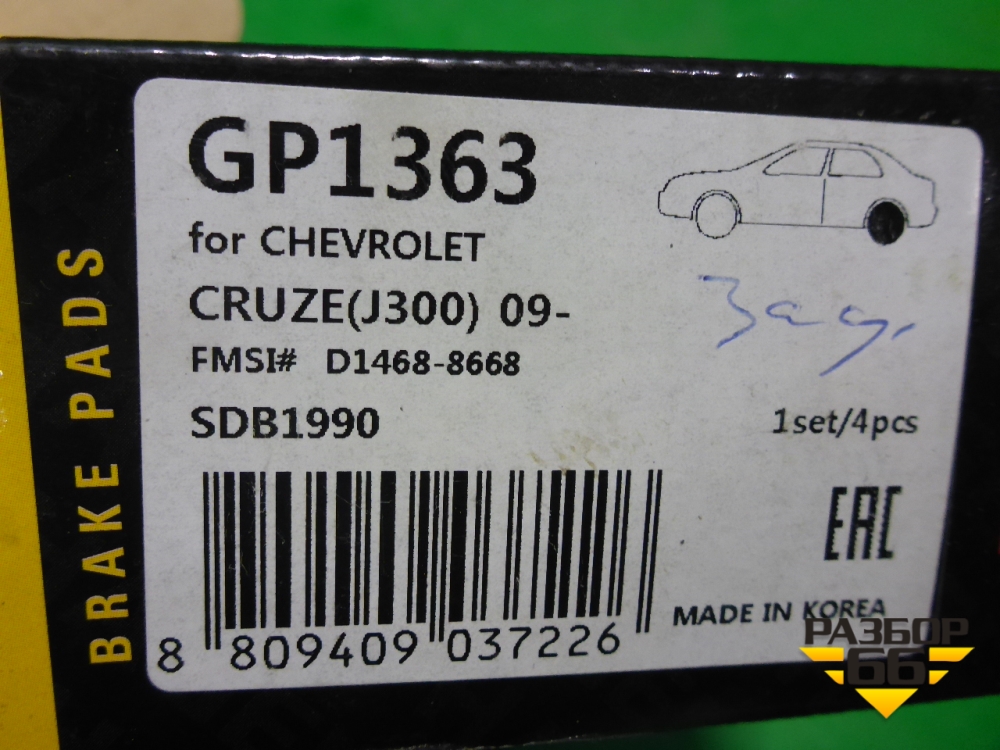 BRAKE PADS
GP1363
for CHEVROLET
CRUZE(J300) 09-
Зад.
FMSI# D1468-8668
SDB1990
1set/4pcs
EAC
8 809409 037226
MADE IN KOREA
РАЗБОР
66